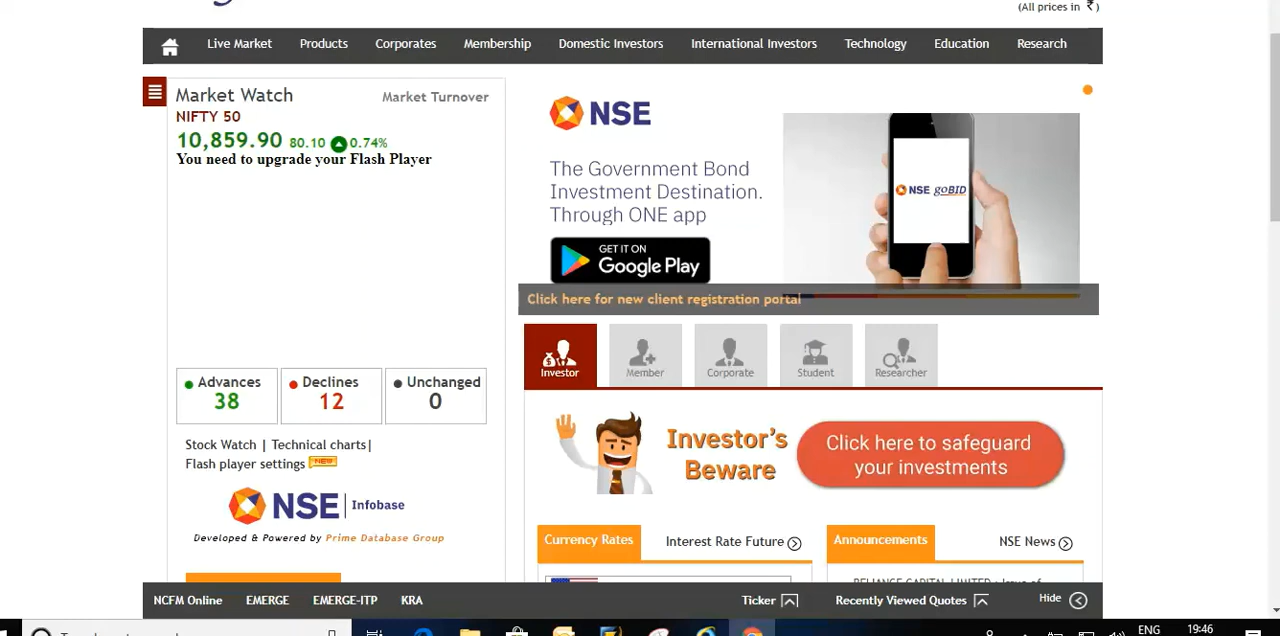 (All prices in ₹ )
Live Market Products Corporates Membership Domestic Investors International Investors Technology Education Research
Market Watch Market Turnover
NIFTY 50
10,859.90 80.10 0.74%
You need to upgrade your Flash Player
Advances
38
Declines
12
Unchanged
0
Stock Watch | Technical charts|
Flash player settings NEW
NSE Infobase
Developed & Powered by Prime Database Group
NSE
The Government Bond
Investment Destination.
Through ONE app
GET IT ON
Google Play
NSE goBID
Click here for new client registration portal
Investor Member Corporate Student Researcher
Investor's
Beware
Click here to safeguard
your investments
Currency Rates Interest Rate Future
Announcements NSE News
RELIANCE CAPITAL LIMITED : Issue of
NCFM Online EMERGE EMERGE-ITP KRA Ticker Recently Viewed Quotes Hide
ENG 19:46